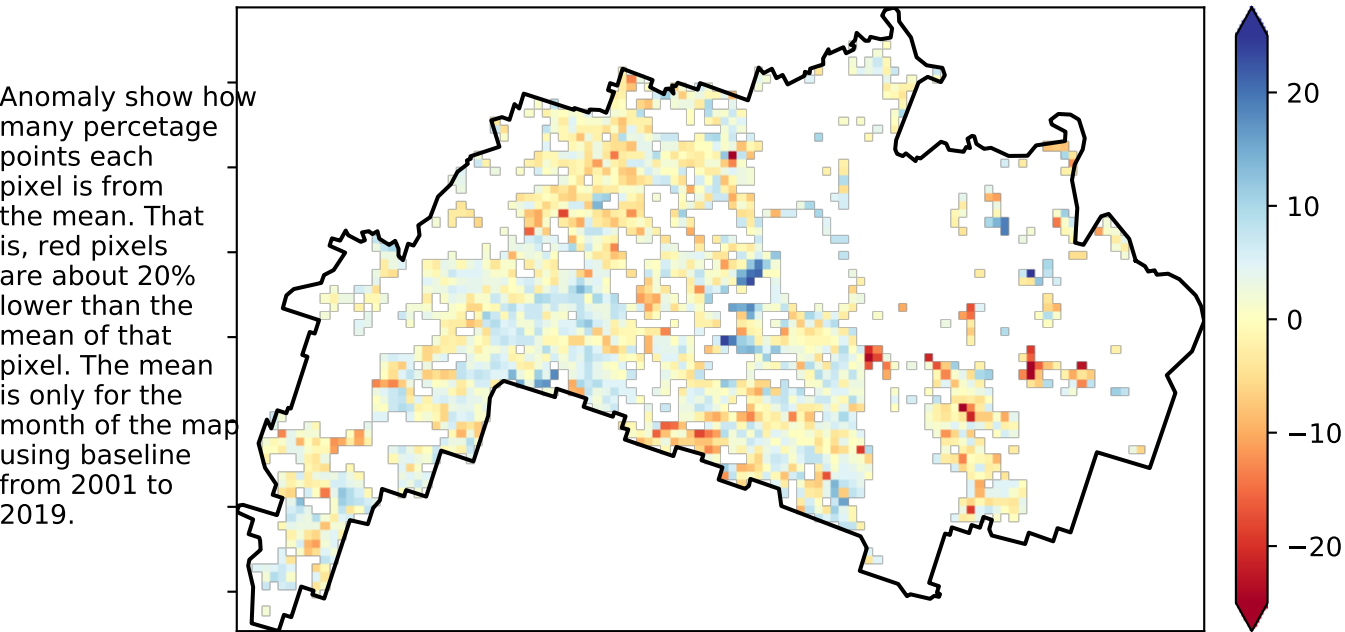 Anomaly show how
many percetage
points each
pixel is from
the mean. That
is, red pixels
are about 20%
lower than the
mean of that
pixel. The mean
is only for the
month of the map
using baseline
from 2001 to
2019.
20
10
0
−10
−20